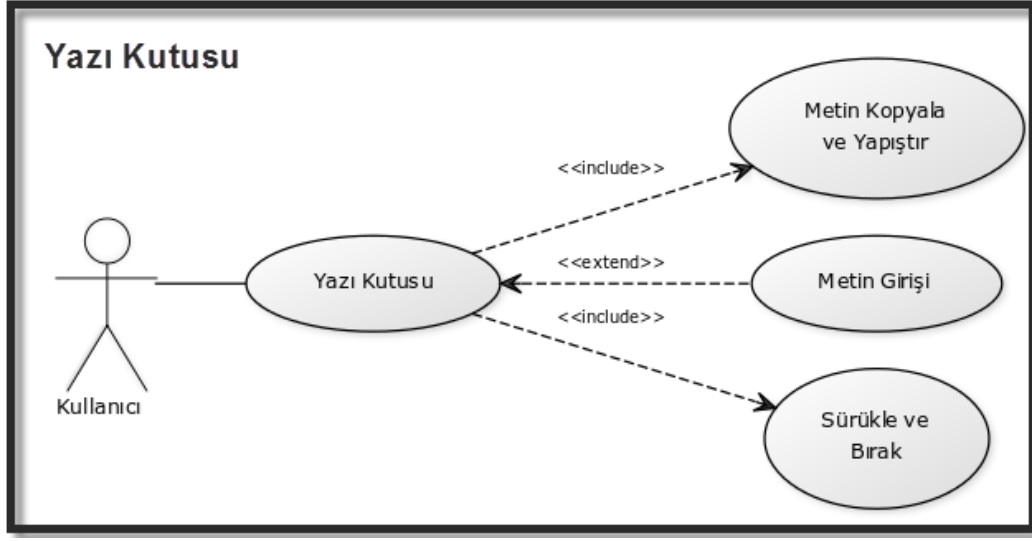 Yazı Kutusu
Metin Kopyala
ve Yapıştır
<<include>>
<<extend>>
Yazı Kutusu
Metin Girişi
<<include>>
Kullanıcı
Sürükle ve
Bırak